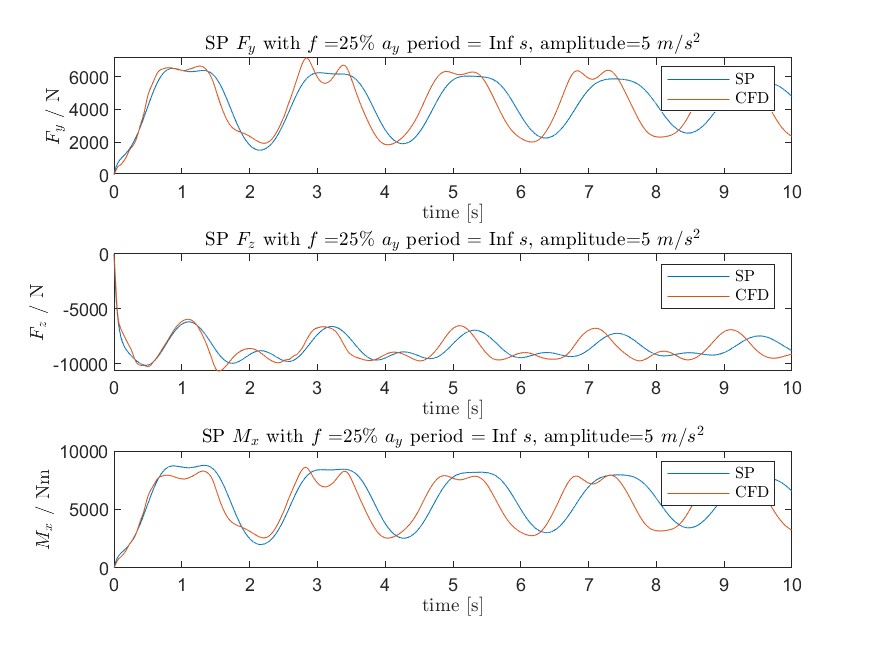 SP F_y with f =25% a_y period = Inf s, amplitude=5 m/s²
F_y / N
6000
4000
2000
0
SP
CFD
0 1 2 3 4 5 6 7 8 9 10
time [s]
SP F_z with f =25% a_y period = Inf s, amplitude=5 m/s²
F_z / N
0
-5000
-10000
SP
CFD
0 1 2 3 4 5 6 7 8 9 10
time [s]
SP M_x with f =25% a_y period = Inf s, amplitude=5 m/s²
M_x / Nm
10000
5000
0
SP
CFD
0 1 2 3 4 5 6 7 8 9 10
time [s]